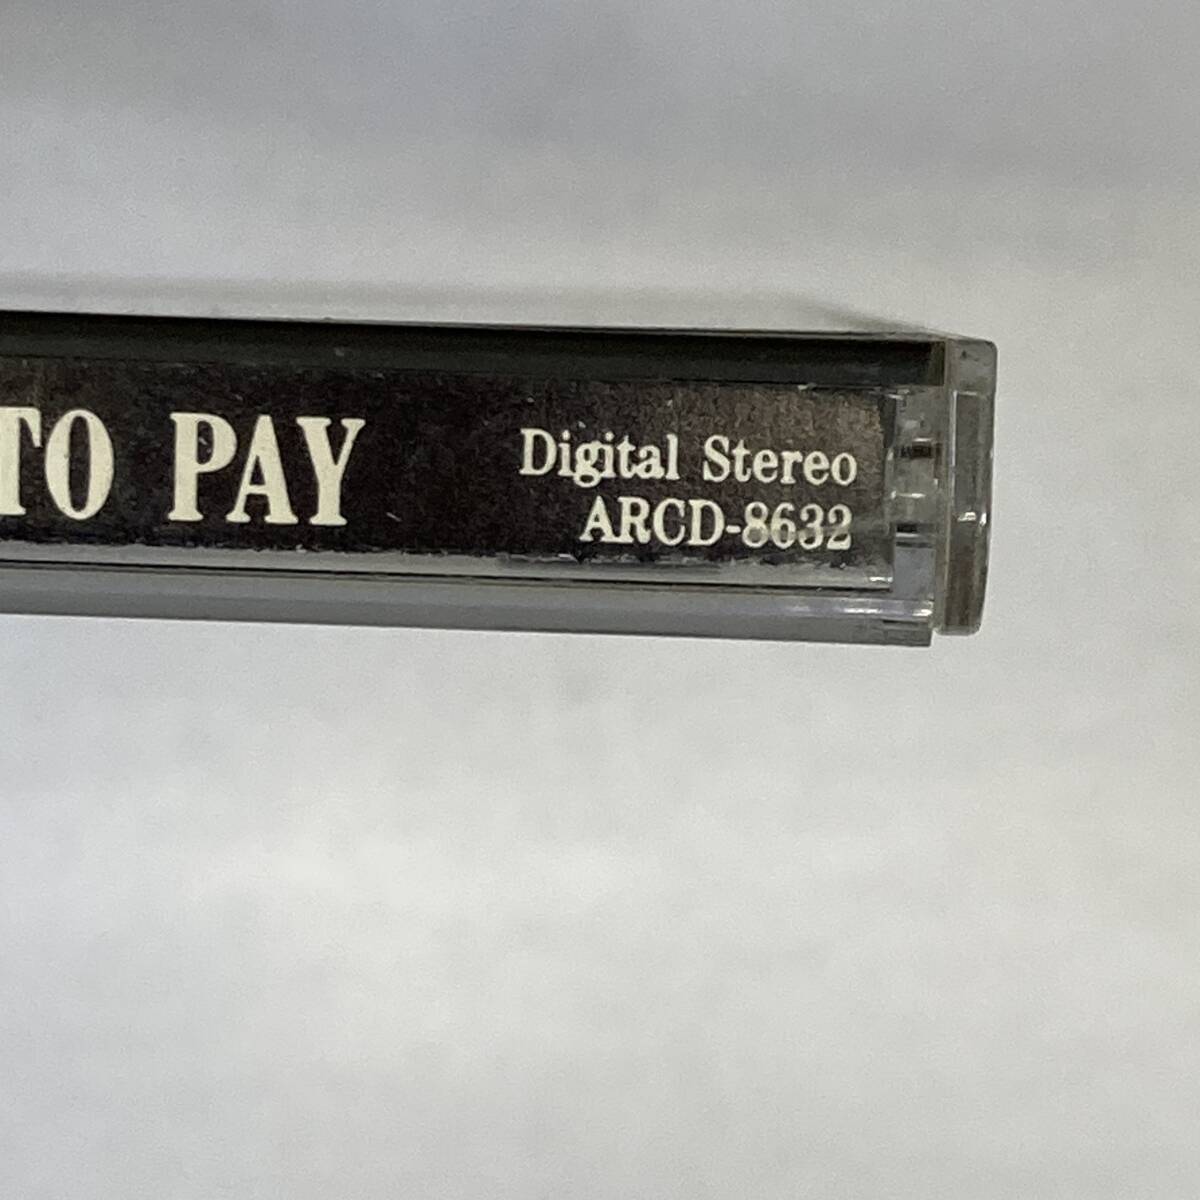 TO PAY
Digital Stereo
ARCD-8632